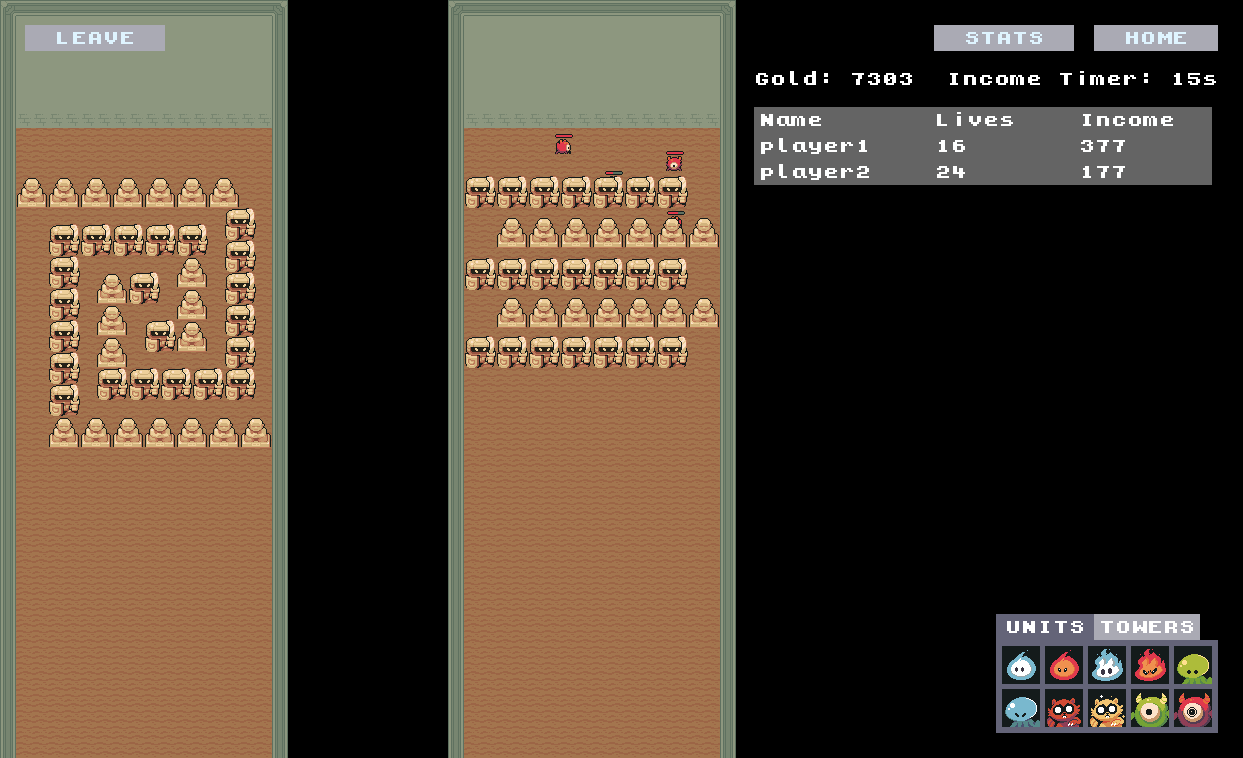 LEAVE
STATS HOME
Gold: 7303 Income Timer: 15s
Name Lives Income
player1 16 377
player2 24 177
UNITS TOWERS